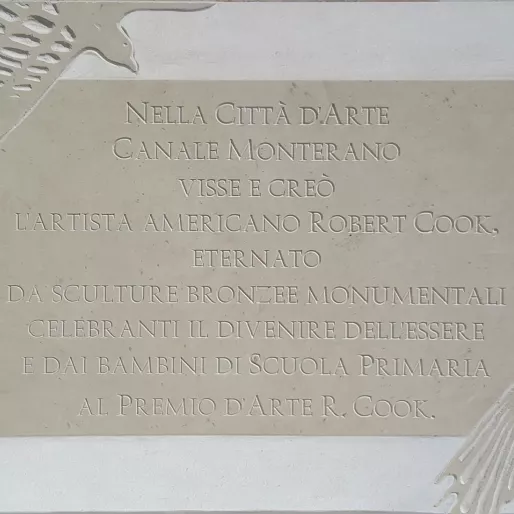 Nella Città d'Arte
Canale Monterano
visse e creò
l'artista americano Robert Cook,
eternato
da sculture bronzee monumentali
celebranti il divenire dell'essere
e dai bambini di Scuola Primaria
al Premio d'Arte R. Cook.